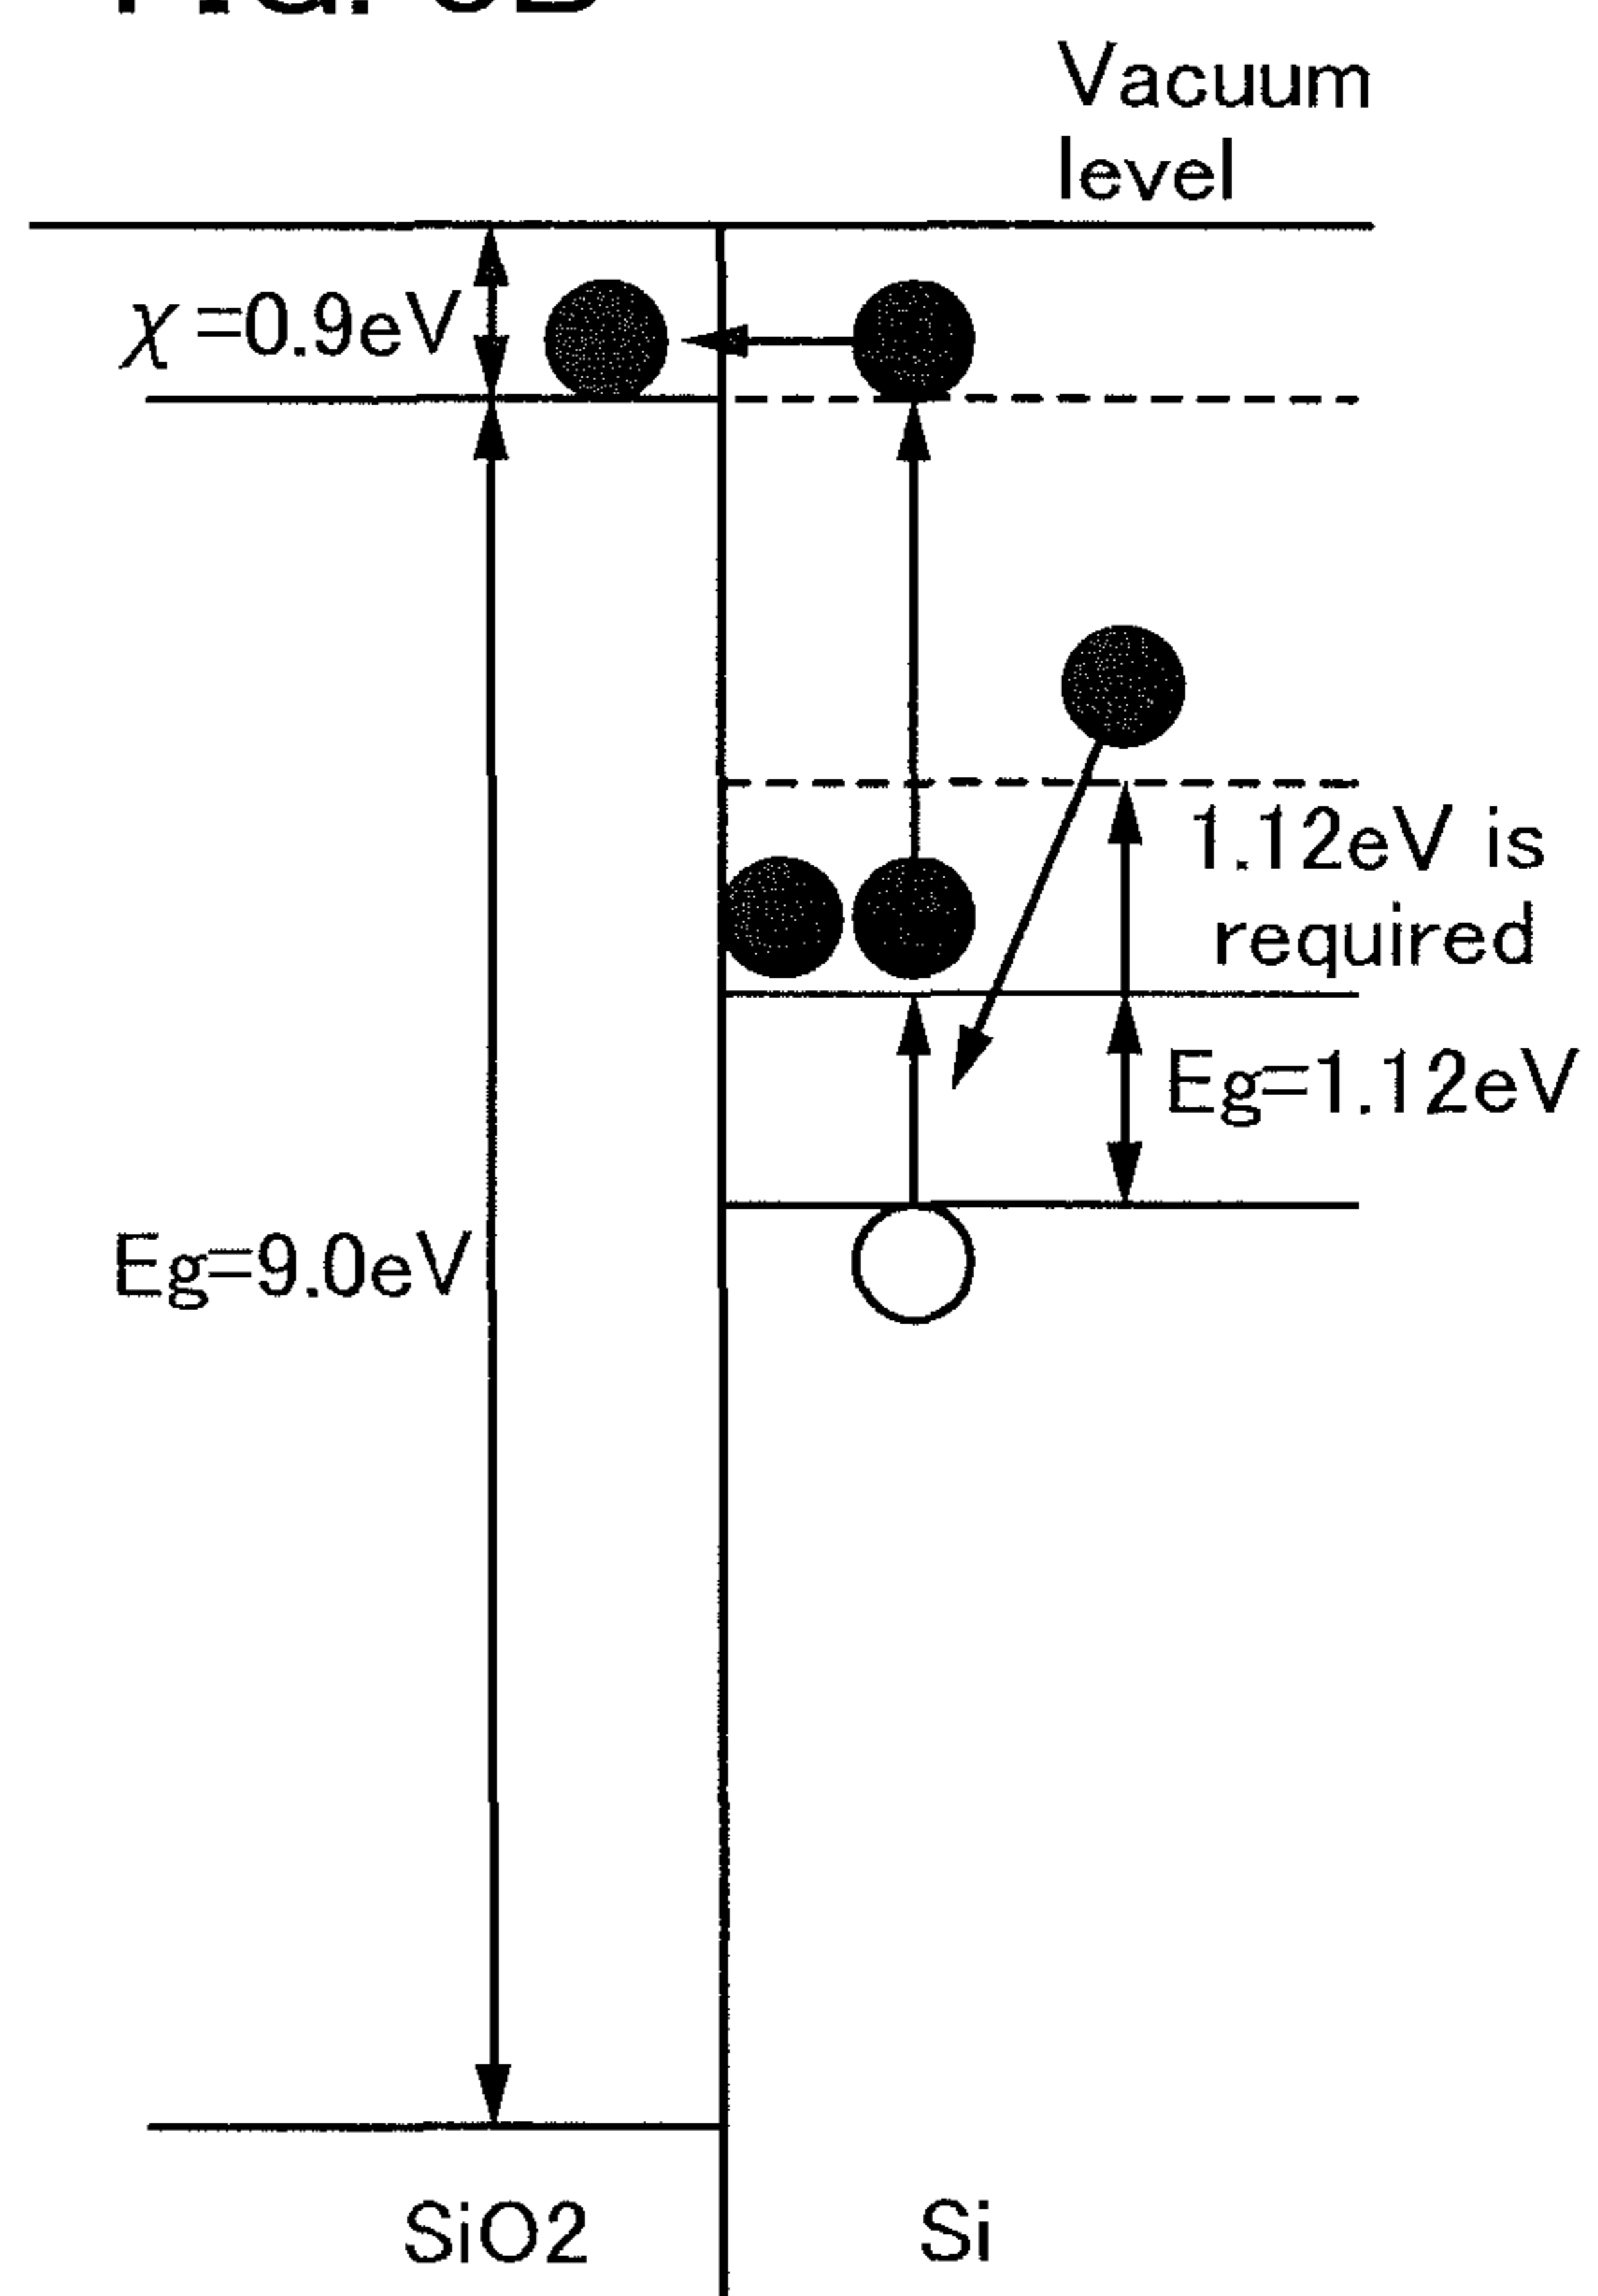 Vacuum
level
χ=0.9eV
1.12eV is
required
Eg=1.12eV
Eg=9.0eV
SiO2
Si